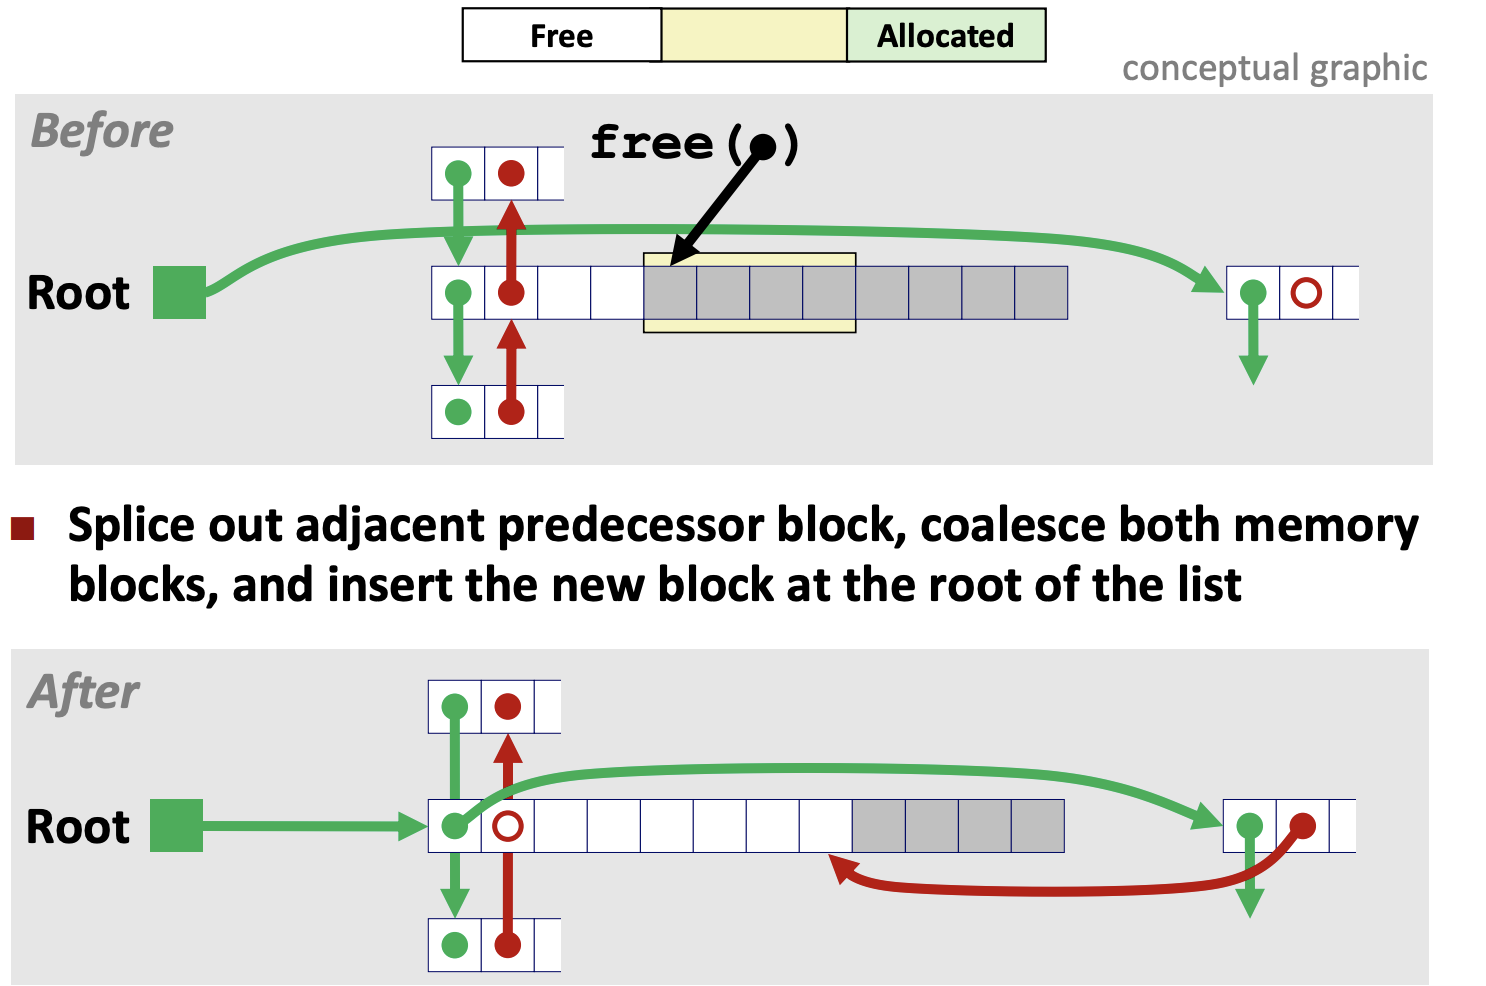 Free
Allocated
conceptual graphic
Before
free( )
Root
Splice out adjacent predecessor block, coalesce both memory
blocks, and insert the new block at the root of the list
After
Root